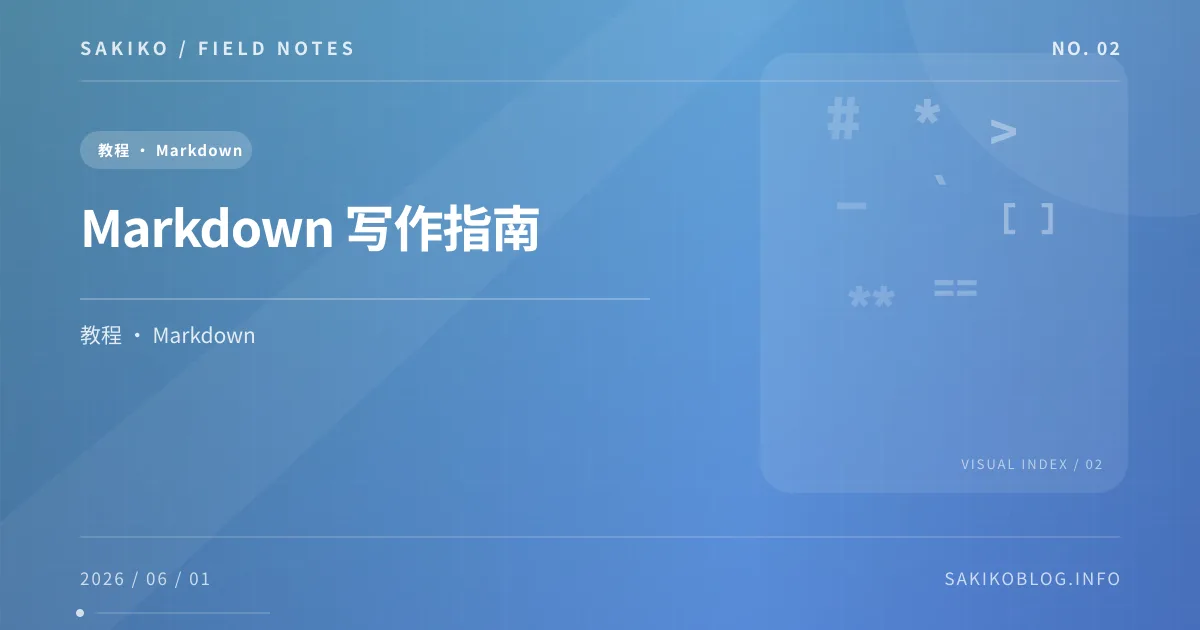 SAKIKO / FIELD NOTES
NO. 02
教程 · Markdown
Markdown 写作指南
教程 · Markdown
# * >
– ` [ ]
** ==
VISUAL INDEX / 02
2026 / 06 / 01
SAKIKOBLOG.INFO